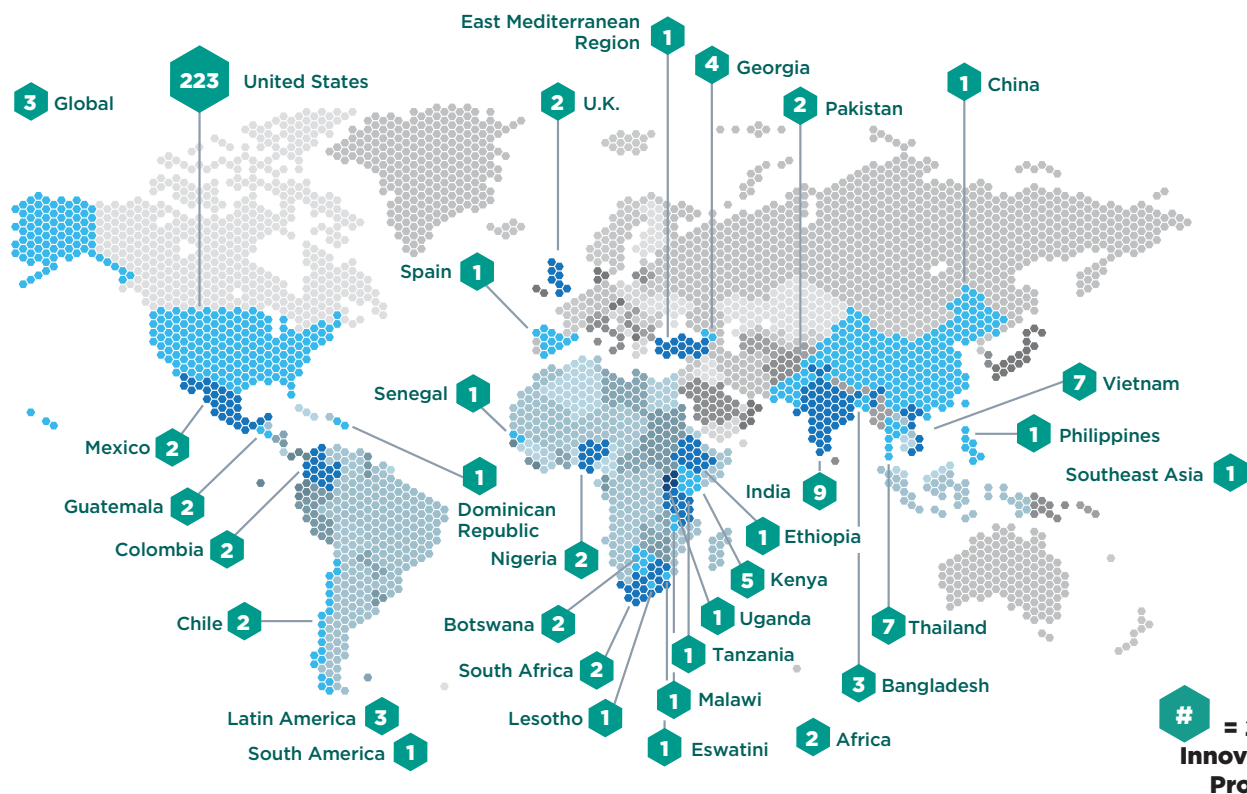 East Mediterranean
Region
1
4 Georgia
223 United States
1 China
3 Global
2 U.K.
2 Pakistan
Spain 1
Senegal 1
7 Vietnam
Mexico 2
1 Philippines
1
Dominican
Republic
Southeast Asia 1
India 9
Guatemala 2
Colombia 2
1 Ethiopia
Nigeria 2
5 Kenya
Chile 2
Botswana 2
1 Uganda
7 Thailand
1 Tanzania
South Africa 2
3 Bangladesh
1 Malawi
Latin America 3
Lesotho 1
South America 1
1 Eswatini
2 Africa
# =
Innov
Pro